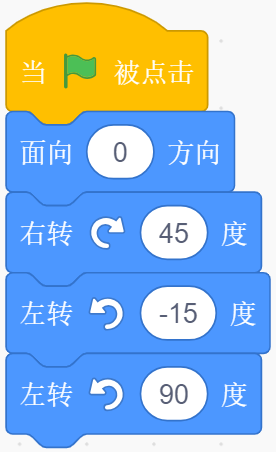 当 被点击
面向 0 方向
右转 45 度
左转 -15 度
左转 90 度